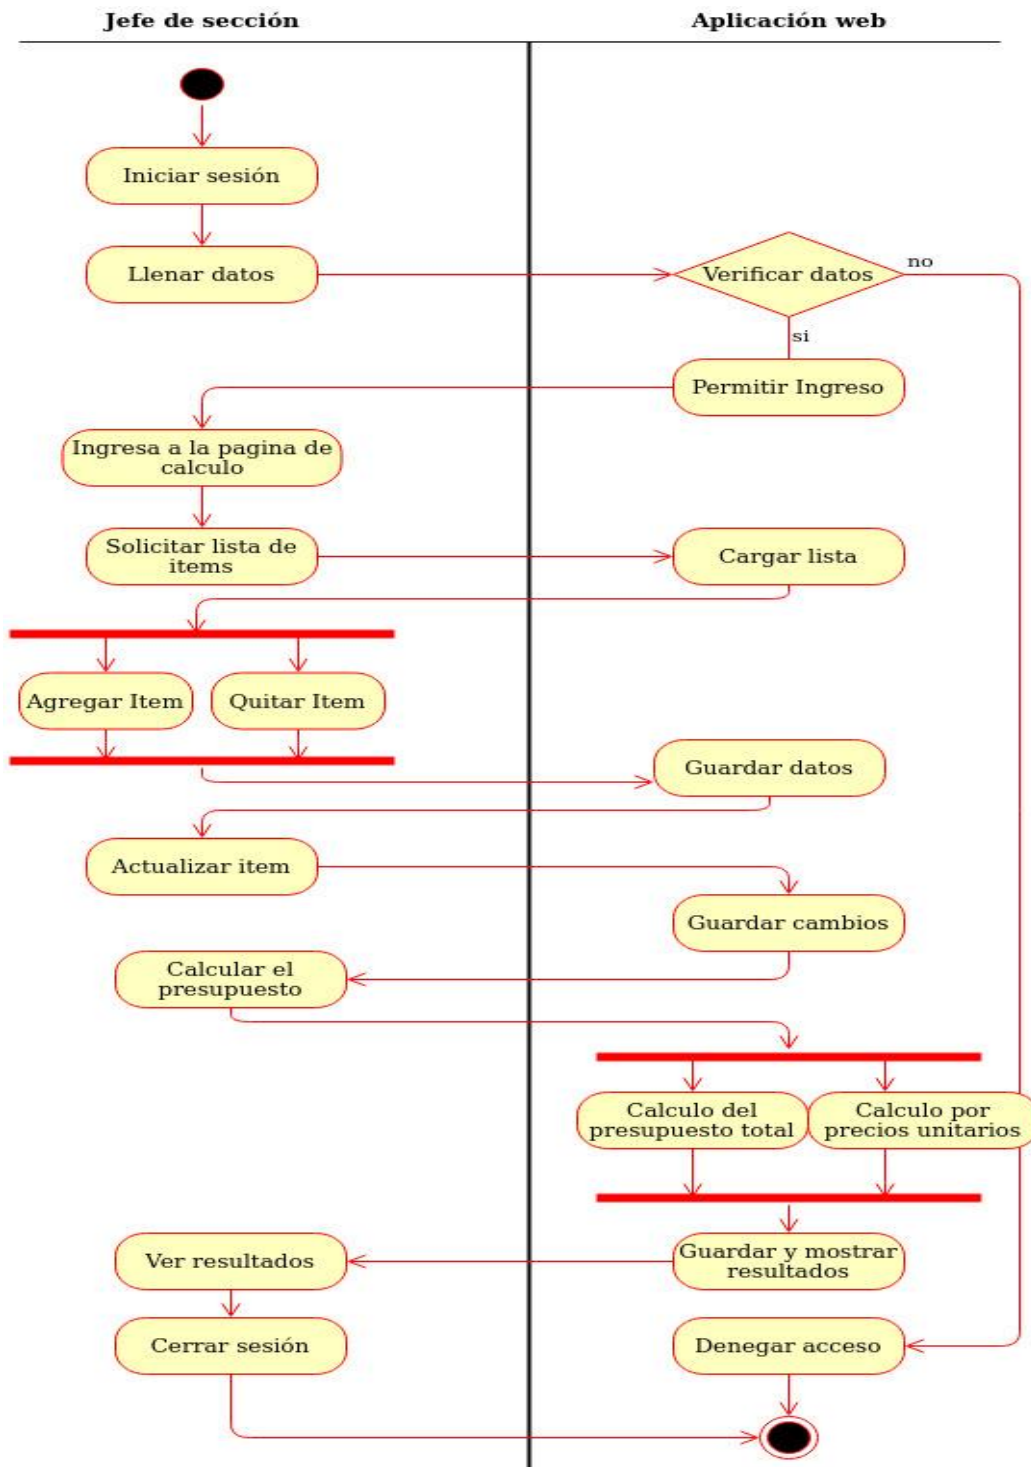 Jefe de sección
Aplicación web
Iniciar sesión
Llenar datos
Verificar datos
no
si
Permitir Ingreso
Ingresa a la pagina de
calculo
Solicitar lista de
items
Cargar lista
Agregar Item
Quitar Item
Guardar datos
Actualizar item
Guardar cambios
Calcular el
presupuesto
Calculo del
presupuesto total
Calculo por
precios unitarios
Guardar y mostrar
resultados
Ver resultados
Cerrar sesión
Denegar acceso